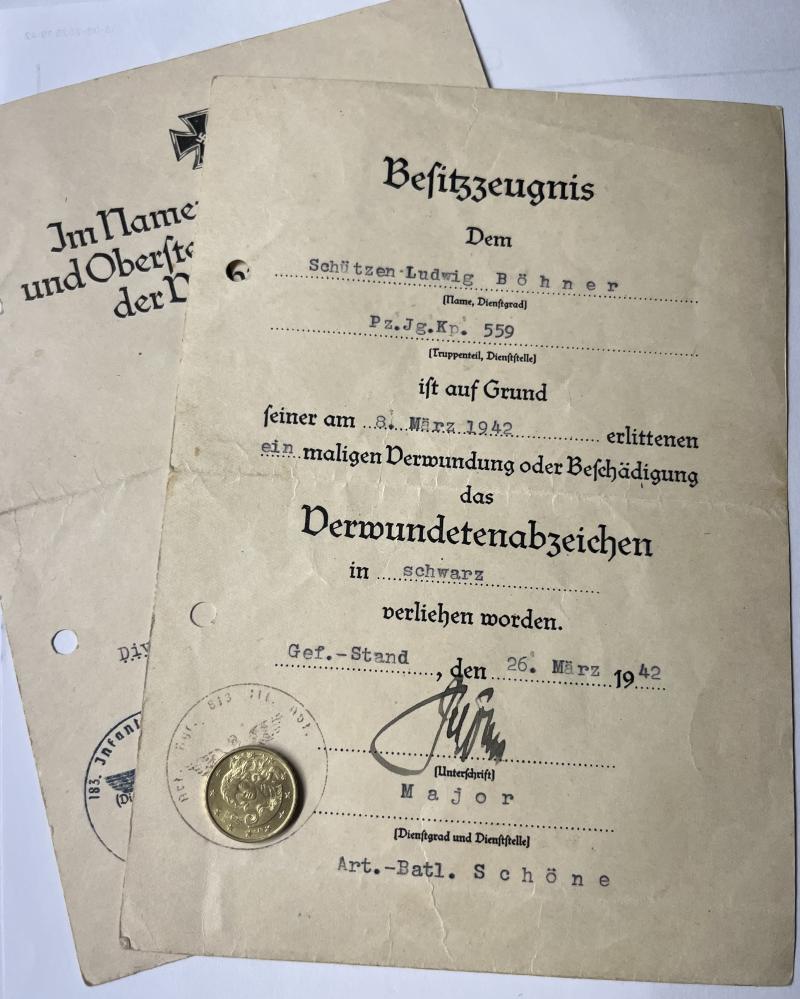 Im Name
und Oberste
der D
Div
183. Infant
Besitzzeugnis
Dem
Schützen Ludwig Böhner
(Name, Dienstgrad)
Pz.Jg.Kp. 559
(Truppenteil, Dienststelle)
ist auf Grund
seiner am 8. März 1942 erlittenen
ein maligen Verwundung oder Beschädigung
das
Verwundetenabzeichen
in schwarz
verliehen worden.
Gef.-Stand, den 26. März 1942
(Unterschrift)
Major
(Dienstgrad und Dienststelle)
Art.-Batl. Schöne